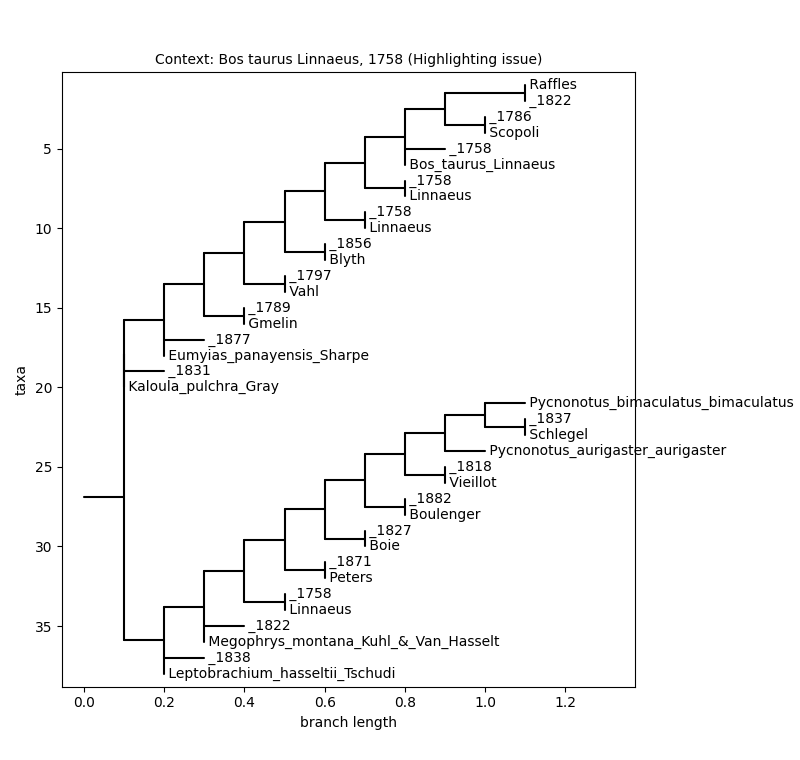 Context: Bos taurus Linnaeus, 1758 (Highlighting issue)
Raffles
_1822
_1786
Scopoli
5
_1758
Bos_taurus_Linnaeus
_1758
Linnaeus
_1758
10
Linnaeus
_1856
Blyth
_1797
Vahl
15
_1789
Gmelin
_1877
Eumyias_panayensis_Sharpe
_1831
taxa
20
Kaloula_pulchra_Gray
Pycnonotus_bimaculatus_bimaculatus
_1837
Schlegel
Pycnonotus_aurigaster_aurigaster
25
_1818
Vieillot
_1882
Boulenger
_1827
30
Boie
_1871
Peters
_1758
Linnaeus
35
_1822
Megophrys_montana_Kuhl_&_Van_Hasselt
_1838
Leptobrachium_hasseltii_Tschudi
0.0 0.2 0.4 0.6 0.8 1.0 1.2
branch length